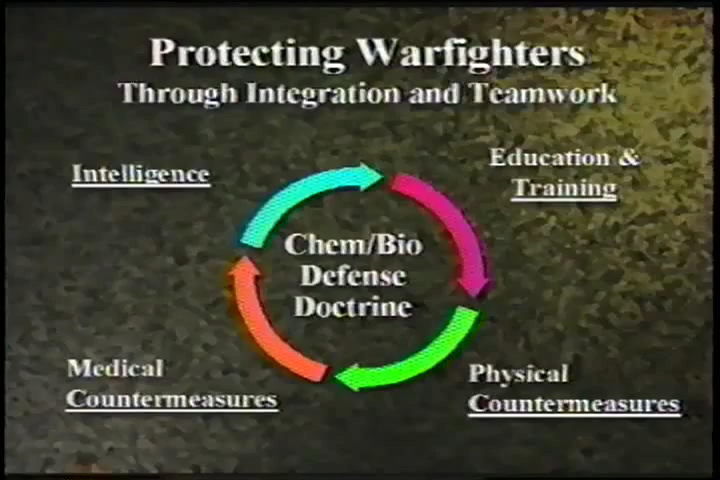 Protecting Warfighters
Through Integration and Teamwork
Intelligence
Education &
Training
Chem/Bio
Defense
Doctrine
Medical
Countermeasures
Physical
Countermeasures